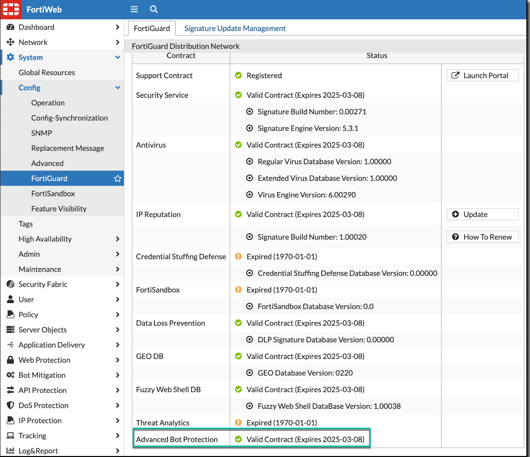 FortiWeb
Dashboard
Network
System
Global Resources
Config
Operation
Config-Synchronization
SNMP
Replacement Message
Advanced
FortiGuard
FortiSandbox
Feature Visibility
Tags
High Availability
Admin
Maintenance
Security Fabric
User
Policy
Server Objects
Application Delivery
Web Protection
Bot Mitigation
API Protection
DoS Protection
IP Protection
Tracking
Log&Report
FortiGuard Signature Update Management
FortiGuard Distribution Network
Contract Status
Support Contract Registered Launch Portal
Security Service Valid Contract (Expires 2025-03-08)
Signature Build Number: 0.00271
Signature Engine Version: 5.3.1
Antivirus Valid Contract (Expires 2025-03-08)
Regular Virus Database Version: 1.00000
Extended Virus Database Version: 1.00000
Virus Engine Version: 6.00290
IP Reputation Valid Contract (Expires 2025-03-08) Update
Signature Build Number: 1.00020 How To Renew
Credential Stuffing Defense Expired (1970-01-01)
Credential Stuffing Defense Database Version: 0.00000
FortiSandbox Expired (1970-01-01)
FortiSandbox Database Version: 0.0
Data Loss Prevention Valid Contract (Expires 2025-03-08)
DLP Signature Database Version: 0.00000
GEO DB Valid Contract (Expires 2025-03-08)
GEO Database Version: 0220
Fuzzy Web Shell DB Valid Contract (Expires 2025-03-08)
Fuzzy Web Shell DataBase Version: 1.00038
Threat Analytics Expired (1970-01-01)
Advanced Bot Protection Valid Contract (Expires 2025-03-08)